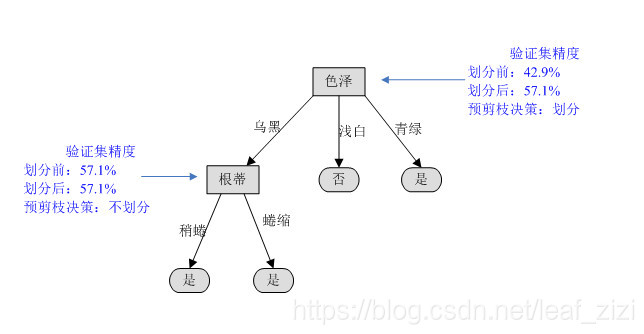 验证集精度
划分前：42.9%
划分后：57.1%
预剪枝决策：划分
色泽
乌黑
浅白
青绿
验证集精度
划分前：57.1%
划分后：57.1%
预剪枝决策：不划分
根蒂
否
是
稍蜷
蜷缩
是
是
https://blog.csdn.net/leaf_zizi